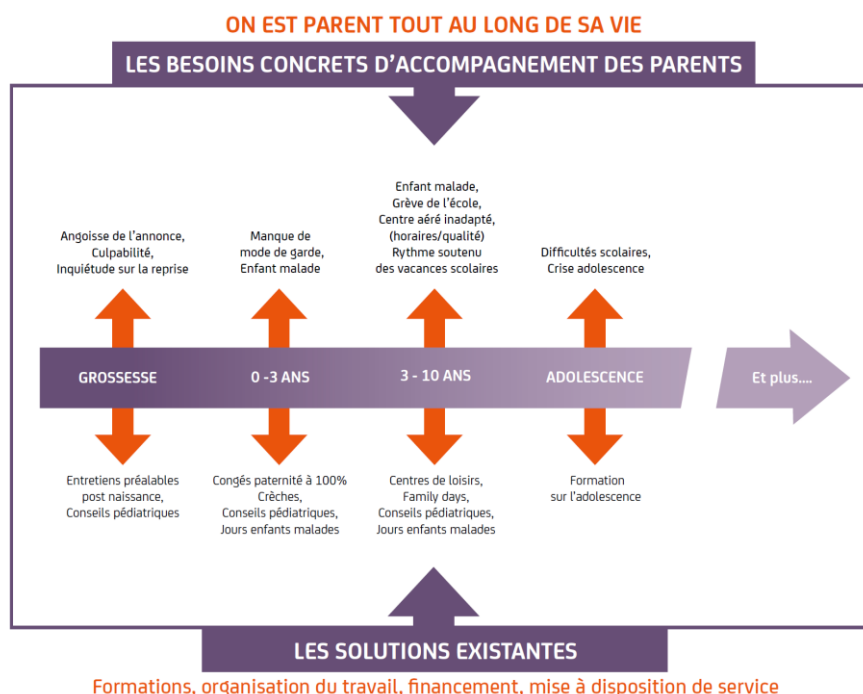 ON EST PARENT TOUT AU LONG DE SA VIE
LES BESOINS CONCRETS D'ACCOMPAGNEMENT DES PARENTS
Angoisse de l'annonce,
Culpabilité,
Inquiétude sur la reprise
Manque de
mode de garde,
Enfant malade
Enfant malade,
Grève de l'école,
Centre aéré inadapté,
(horaires/qualité)
Rythme soutenu
des vacances scolaires
Difficultés scolaires,
Crise adolescence
GROSSESSE
0 -3 ANS
3 - 10 ANS
ADOLESCENCE
Et plus....
Entretiens préalables
post naissance,
Conseils pédiatriques
Congés paternité à 100%
Crèches,
Conseils pédiatriques,
Jours enfants malades
Centres de loisirs,
Family days,
Conseils pédiatriques,
Jours enfants malades
Formation
sur l'adolescence
LES SOLUTIONS EXISTANTES
Formations, organisation du travail, financement, mise à disposition de service